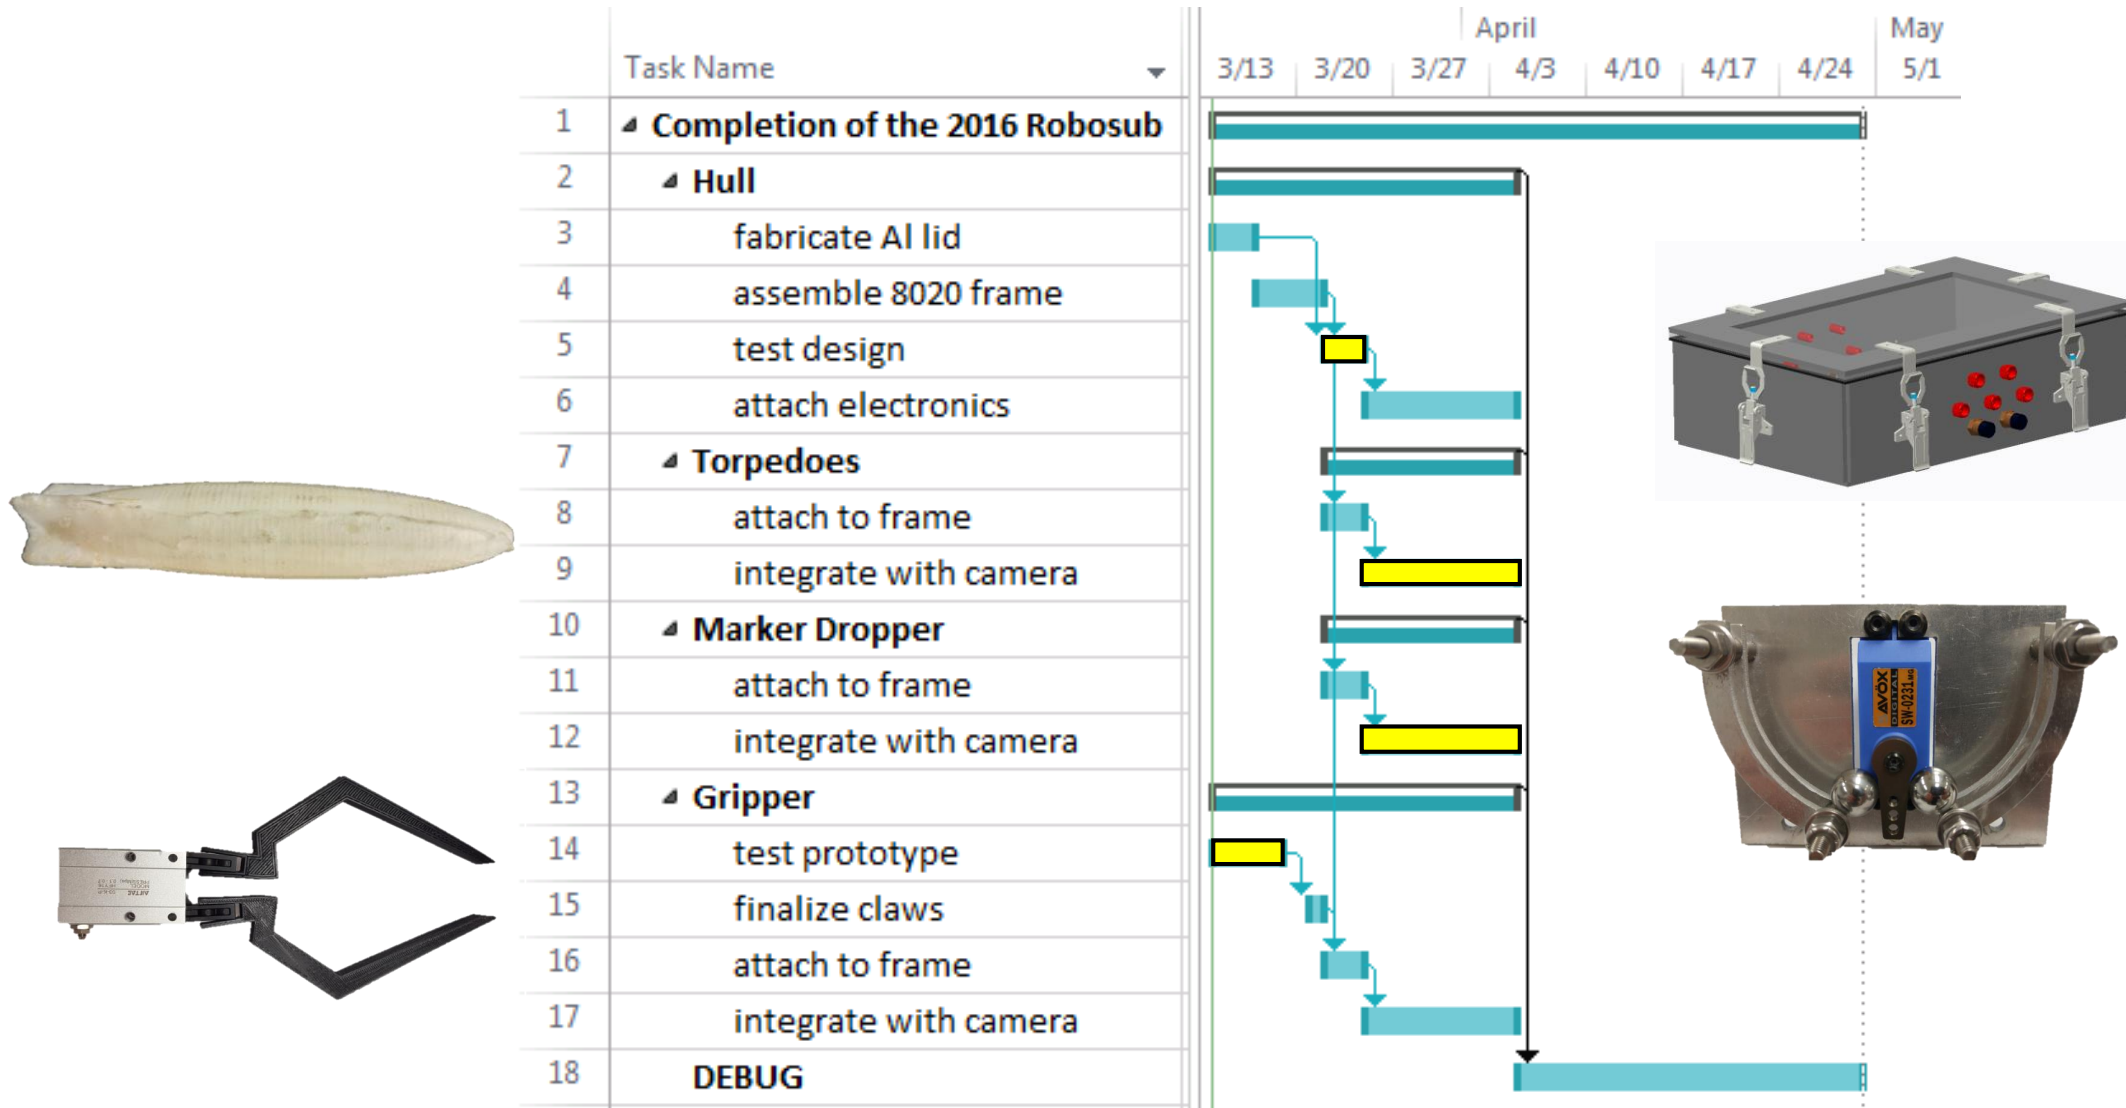 April May
Task Name 3/13 3/20 3/27 4/3 4/10 4/17 4/24 5/1
1 Completion of the 2016 Robosub
2 Hull
3 fabricate Al lid
4 assemble 8020 frame
5 test design
6 attach electronics
7 Torpedoes
8 attach to frame
9 integrate with camera
10 Marker Dropper
11 attach to frame
12 integrate with camera
13 Gripper
14 test prototype
15 finalize claws
16 attach to frame
17 integrate with camera
18 DEBUG
AVÖX
DIGITAL
SW-0231MG
AIRTAC